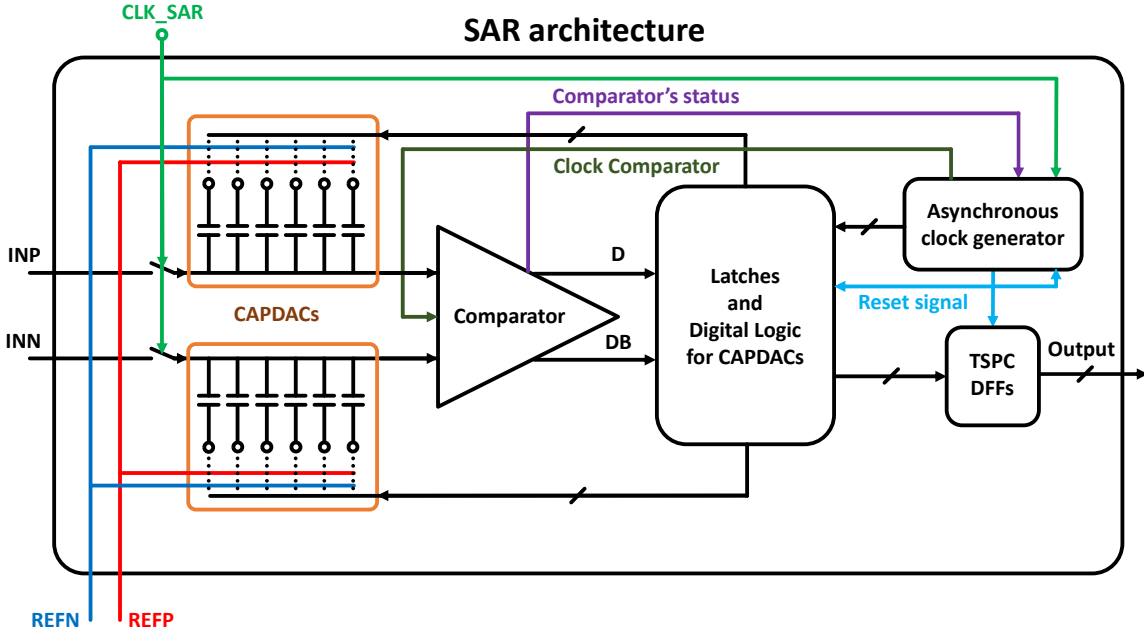 CLK_SAR
SAR architecture
Comparator's status
Clock Comparator
Asynchronous
clock generator
INP
D
Latches
and
Digital Logic
for CAPDACs
Reset signal
CAPDACs
Comparator
INN
DB
TSPC
DFFs
Output
REFN
REFP